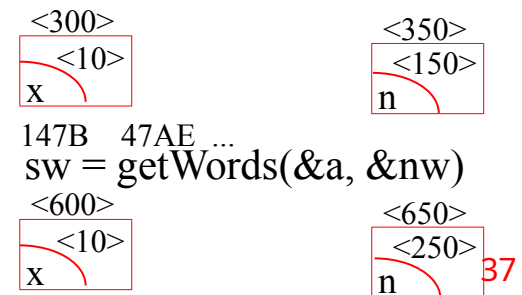 <300> <350>
<10> <150>
x n
147B 47AE ...
sw = getWords(&a, &nw)
<600> <650>
<10> <250>
x n 37